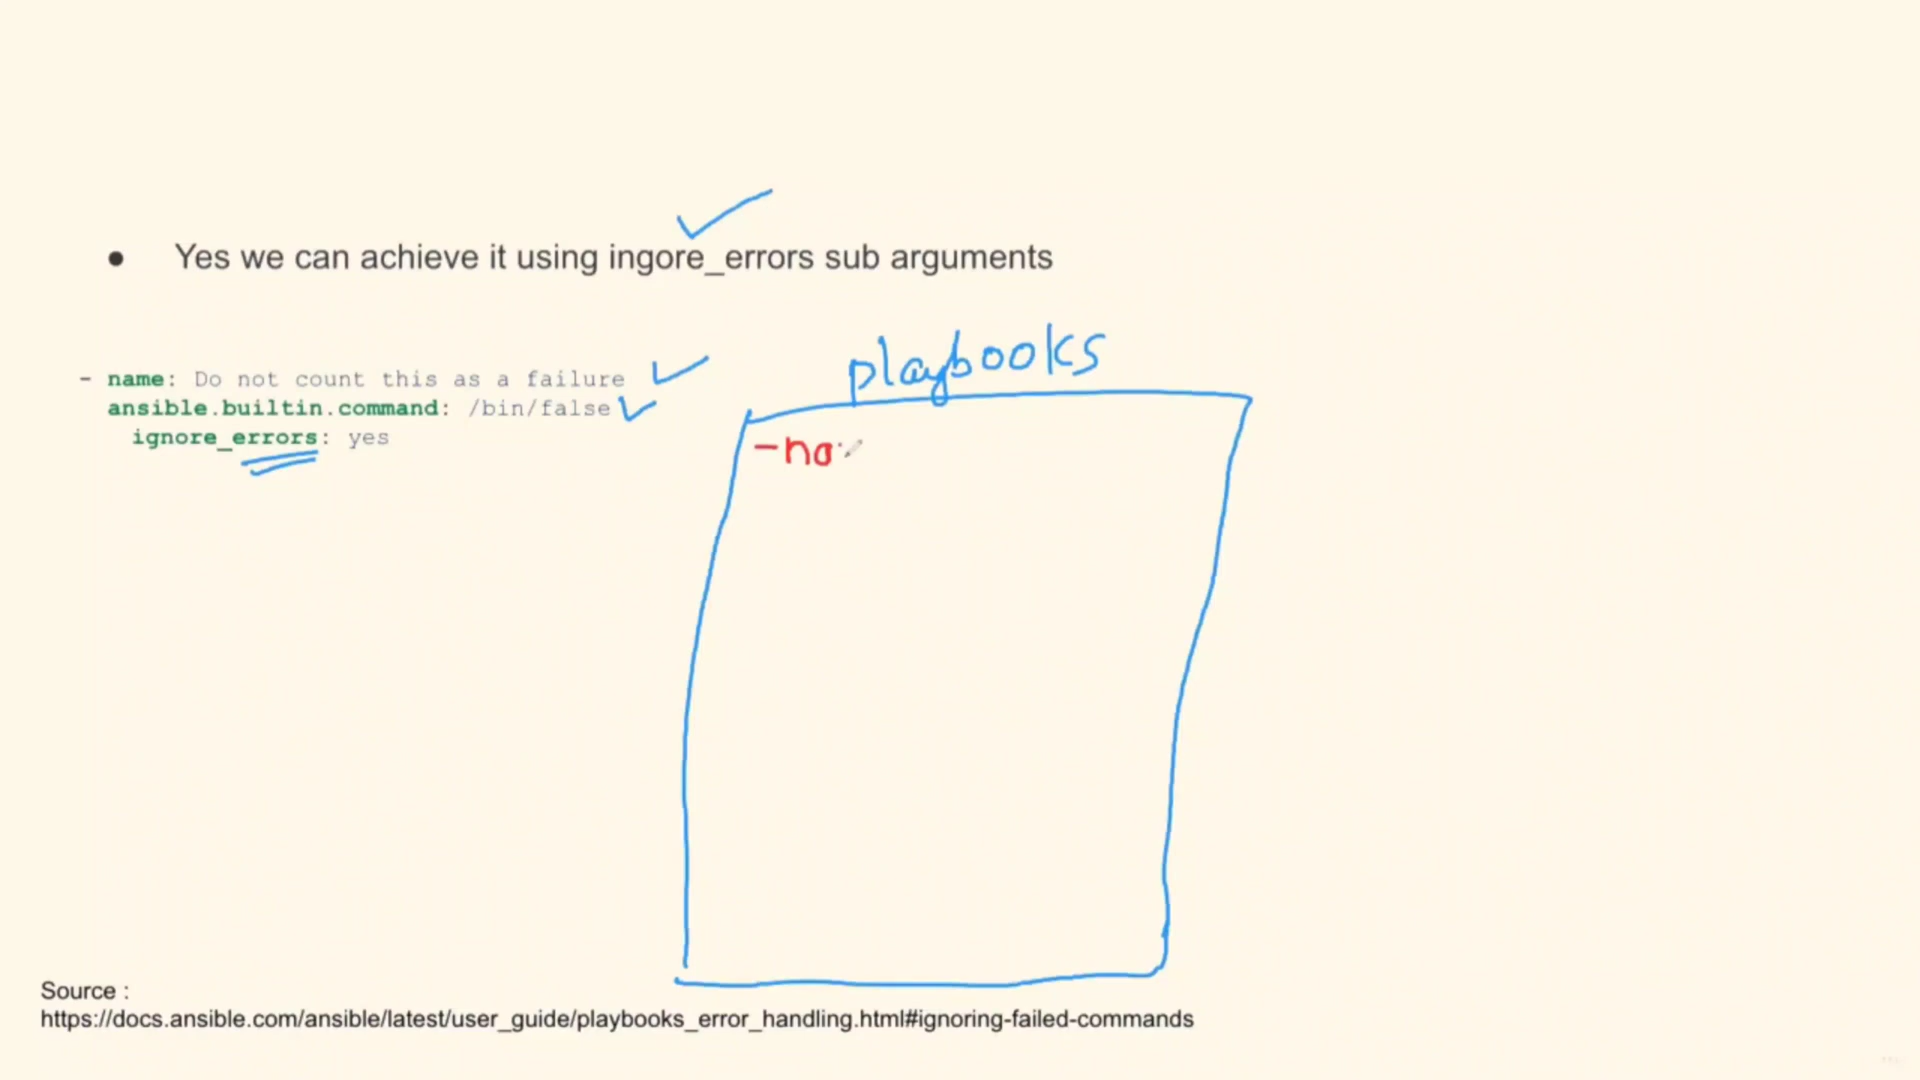 ● Yes we can achieve it using ingore_errors sub arguments
playbooks
- name: Do not count this as a failure
ansible.builtin.command: /bin/false
ignore_errors: yes
-na
Source :
https://docs.ansible.com/ansible/latest/user_guide/playbooks_error_handling.html#ignoring-failed-commands